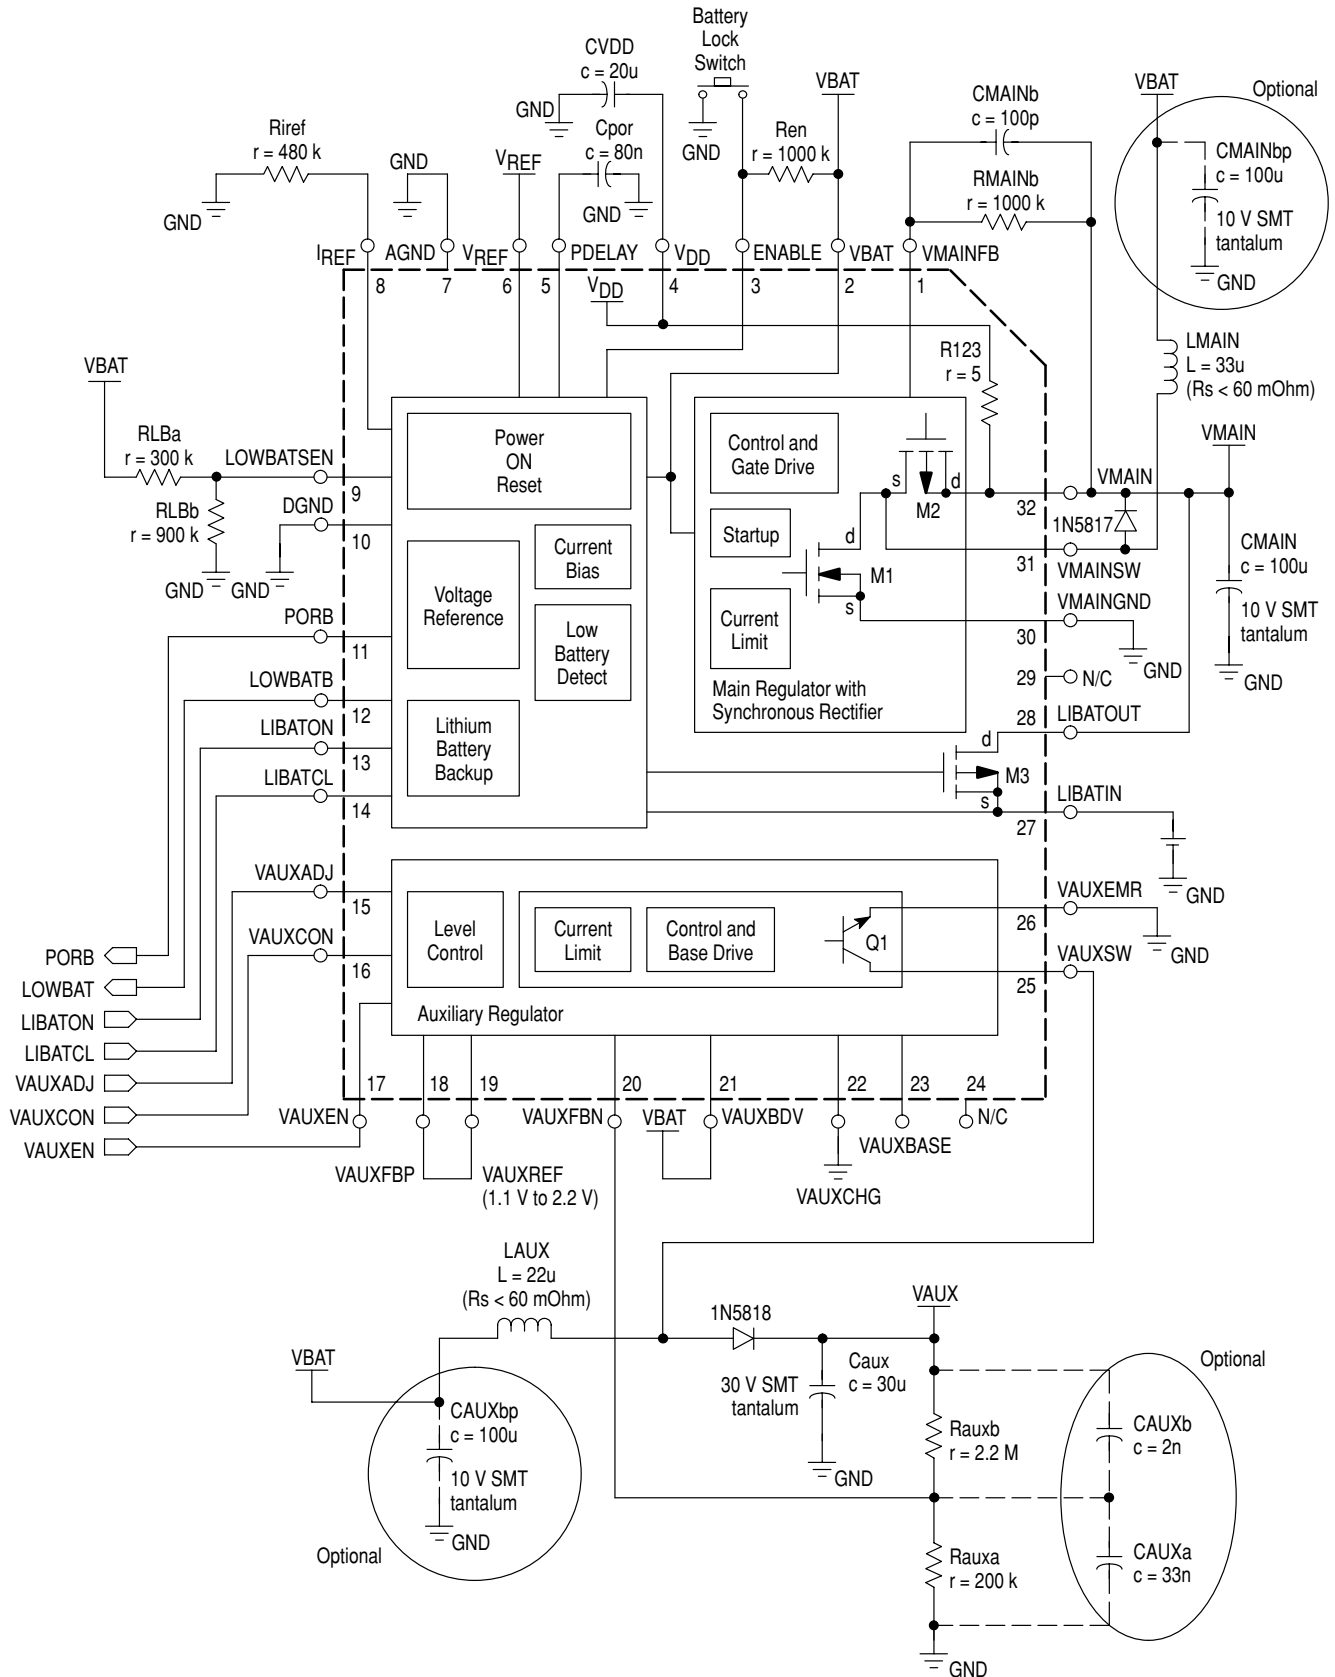 Battery
Lock
Switch
CVDD
c = 20u
VBAT
VBAT
Optional
GND
CMAINb
c = 100p
Riref
r = 480 k
Cpor
c = 80n
GND
Ren
r = 1000 k
CMAINbp
c = 100u
10 V SMT
tantalum
GND
GND
VREF
RMAINb
r = 1000 k
GND
GND
IREF
AGND
VREF
PDELAY
VDD
ENABLE
VBAT
VMAINFB
8
7
6
5
4
3
2
1
VDD
LMAIN
L = 33u
(Rs < 60 mOhm)
R123
r = 5
VBAT
RLBa
r = 300 k
LOWBATSEN
9
Power
ON
Reset
Control and
Gate Drive
VMAIN
s
d
M2
VMAIN
32
RLBb
r = 900 k
DGND
10
GND
GND
Current
Bias
Startup
d
M1
s
1N5817
31
VMAINSW
CMAIN
c = 100u
10 V SMT
tantalum
GND
Voltage
Reference
Low
Battery
Detect
Current
Limit
VMAINGND
30
GND
PORB
11
29
N/C
LOWBATB
12
Main Regulator with
Synchronous Rectifier
28
LIBATOUT
LIBATON
13
Lithium
Battery
Backup
d
M3
s
LIBATCL
14
LIBATIN
27
GND
VAUXADJ
15
VAUXEMR
26
GND
Level
Control
Current
Limit
Control and
Base Drive
Q1
VAUXCON
16
VAUXSW
25
Auxiliary Regulator
PORB
LOWBAT
LIBATON
LIBATCL
VAUXADJ
VAUXCON
VAUXEN
17
18
19
20
21
22
23
24
VAUXEN
VAUXFBN
VBAT
VAUXBDV
N/C
VAUXBASE
VAUXFBP
VAUXREF
(1.1 V to 2.2 V)
VAUXCHG
LAUX
L = 22u
(Rs < 60 mOhm)
1N5818
VAUX
VBAT
30 V SMT
tantalum
Caux
c = 30u
Optional
CAUXbp
c = 100u
10 V SMT
tantalum
GND
Optional
GND
Rauxb
r = 2.2 M
CAUXb
c = 2n
Rauxa
r = 200 k
CAUXa
c = 33n
GND